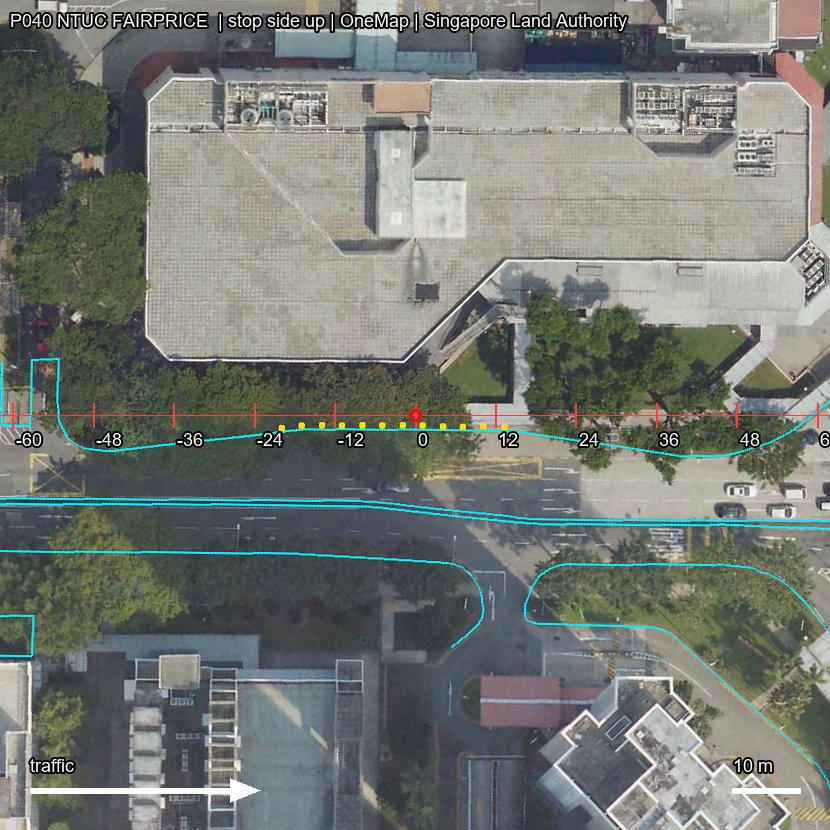 P040 NTUC FAIRPRICE | stop side up | OneMap | Singapore Land Authority
-60 -48 -36 -24 -12 0 12 24 36 48 6
traffic
10 m